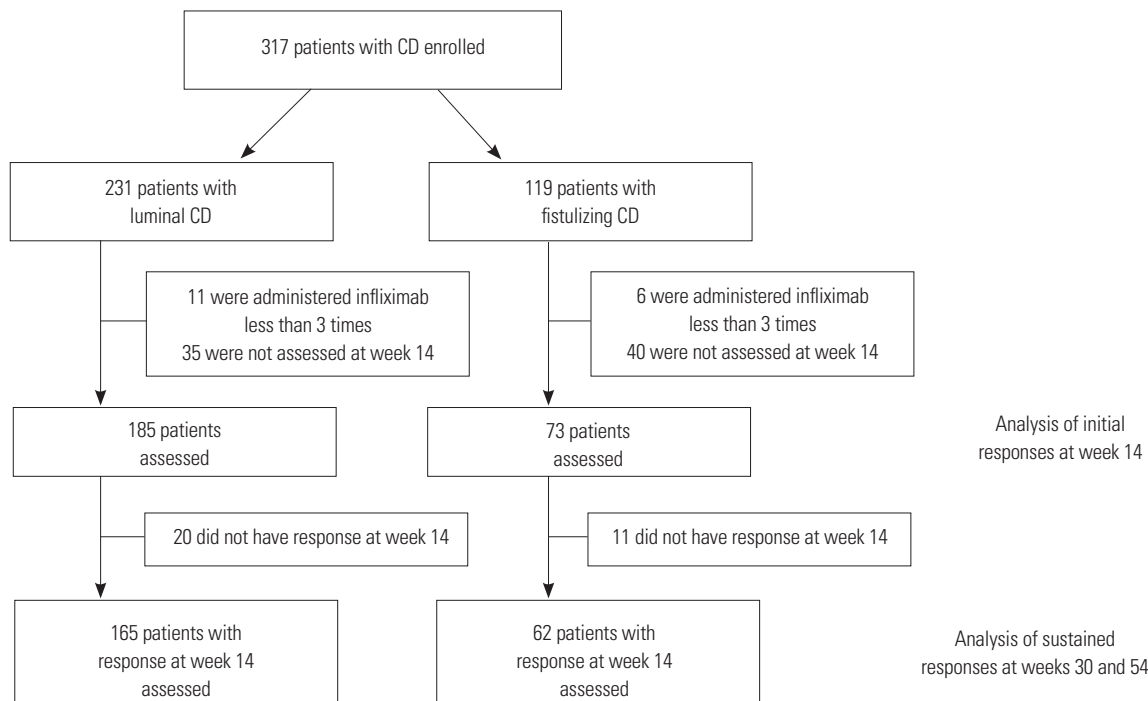 317 patients with CD enrolled
231 patients with
luminal CD
119 patients with
fistulizing CD
11 were administered infliximab
less than 3 times
35 were not assessed at week 14
6 were administered infliximab
less than 3 times
40 were not assessed at week 14
185 patients
assessed
73 patients
assessed
Analysis of initial
responses at week 14
20 did not have response at week 14
11 did not have response at week 14
165 patients with
response at week 14
assessed
62 patients with
response at week 14
assessed
Analysis of sustained
responses at weeks 30 and 54